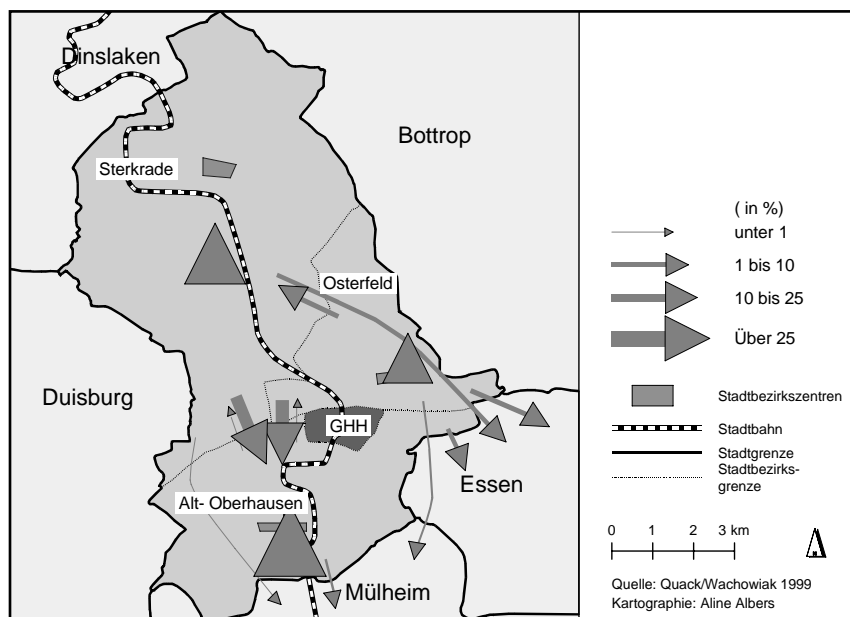 Dinslaken
Bottrop
Sterkrade
Osterfeld
Duisburg
GHH
Essen
Alt- Oberhausen
Mülheim
( in %)
unter 1
1 bis 10
10 bis 25
Über 25
Stadtbezirkszentren
Stadtbahn
Stadtgrenze
Stadtbezirks-
grenze
0 1 2 3 km
Quelle: Quack/Wachowiak 1999
Kartographie: Aline Albers